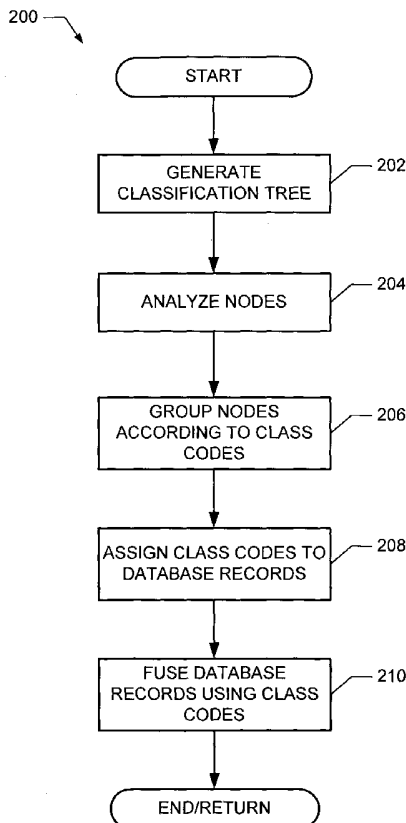 200
START
GENERATE
CLASSIFICATION TREE
202
ANALYZE NODES
204
GROUP NODES
ACCORDING TO CLASS
CODES
206
ASSIGN CLASS CODES TO
DATABASE RECORDS
208
FUSE DATABASE
RECORDS USING CLASS
CODES
210
END/RETURN